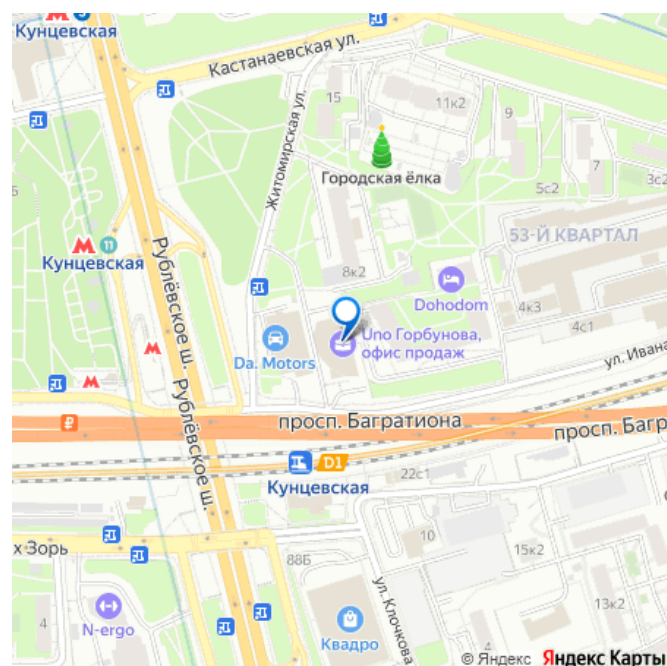 Кунцевская
Кастанаевская ул.
15
11к2
9
Житомирская ул.
Городская ёлка
7
5с2
3с2
53-Й КВАРТАЛ
11
Кунцевская
8к2
Dohodom
4к3
4с1
Рублёвское ш.
Da. Motors
Uno Горбунова,
офис продаж
ул. Ивана
Рублёвское ш.
просп. Багратиона
просп. Багр
D1
Кунцевская
22с1
х Зорь
10
15к2
88Б
ул. Клочкова
13к2
N-ergo
Квадро
© Яндекс Яндекс Карты